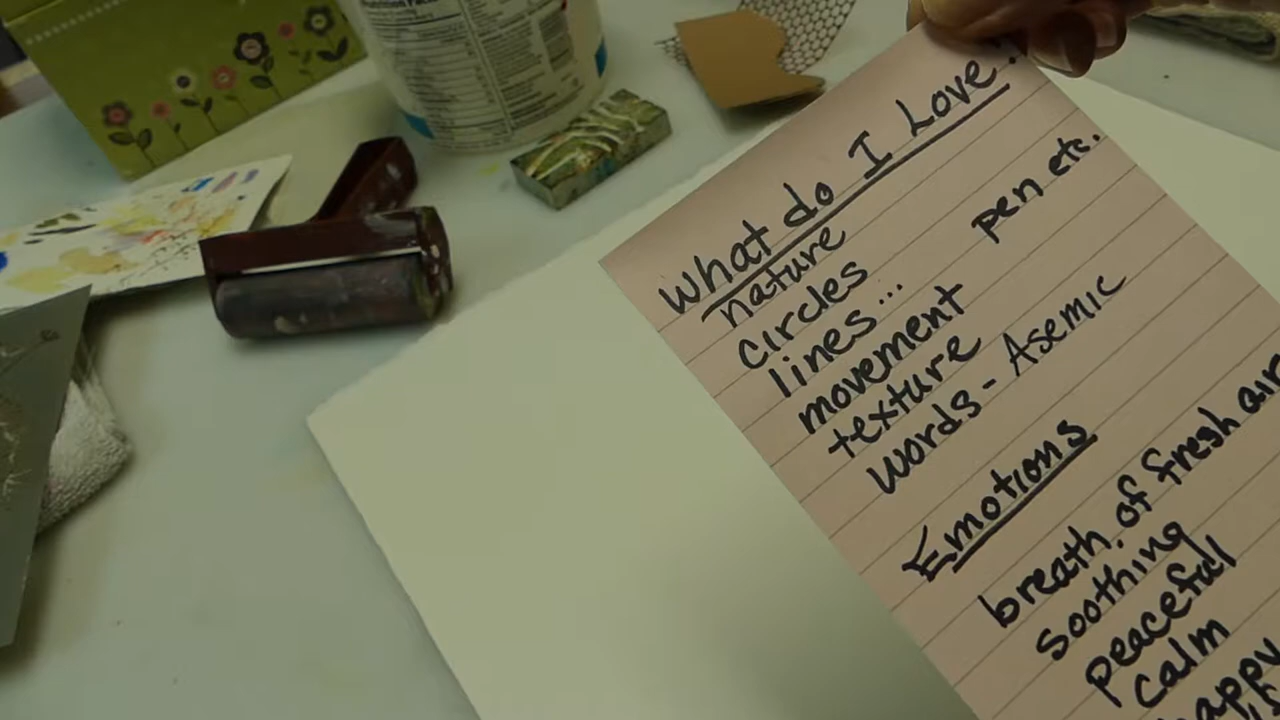 What do I Love?
nature
circles
lines... pen etc.
movement
texture
words - Asemic
Emotions
breath of fresh air
soothing
peaceful
calm
happy